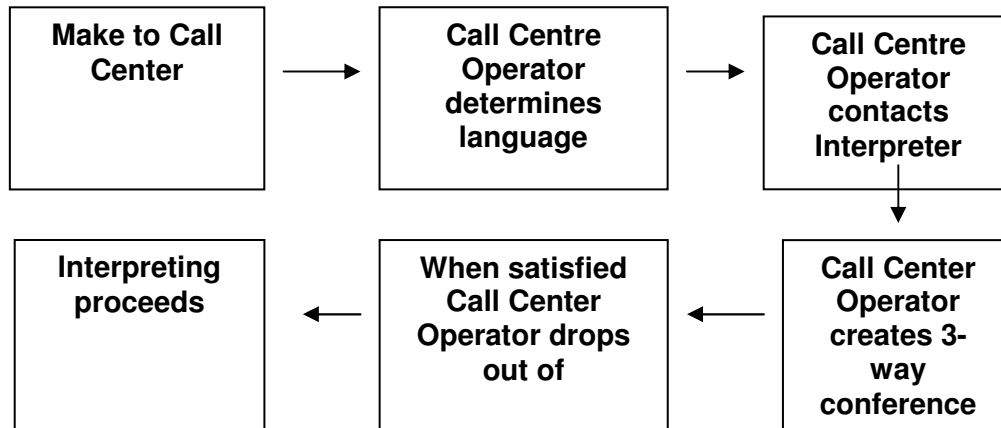 Make to Call
Center
Call Centre
Operator
determines
language
Call Centre
Operator
contacts
Interpreter
Call Center
Operator
creates 3-
way
conference
When satisfied
Call Center
Operator drops
out of
Interpreting
proceeds